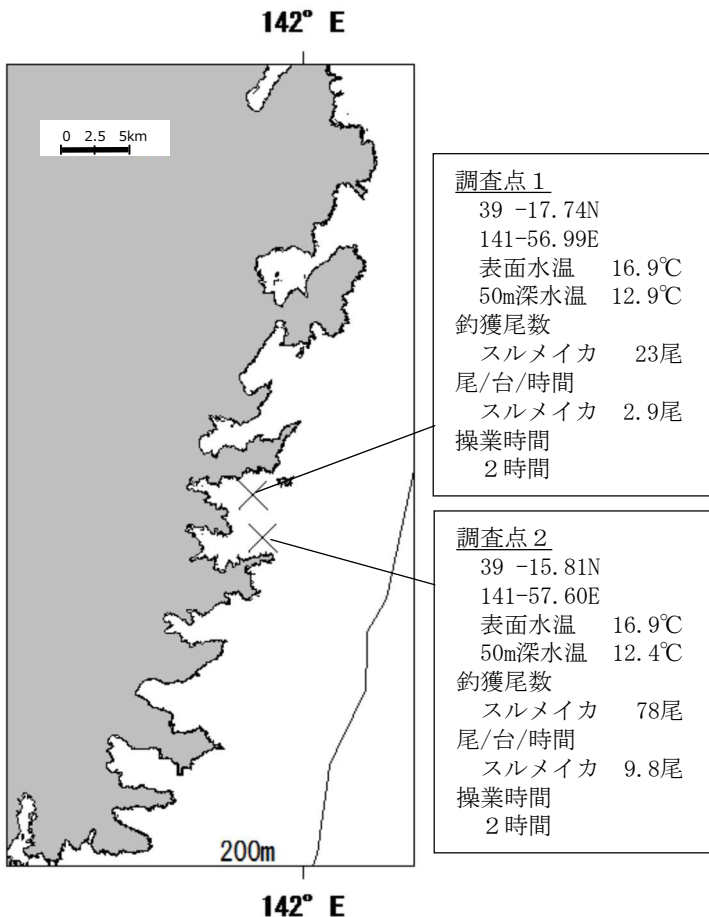 142° E
0 2.5 5km
調査点１
39 -17.74N
141-56.99E
表面水温 16.9℃
50m深水温 12.9℃
釣獲尾数
スルメイカ 23尾
尾/台/時間
スルメイカ 2.9尾
操業時間
２時間
調査点２
39 -15.81N
141-57.60E
表面水温 16.9℃
50m深水温 12.4℃
釣獲尾数
スルメイカ 78尾
尾/台/時間
スルメイカ 9.8尾
操業時間
２時間
200m
142° E